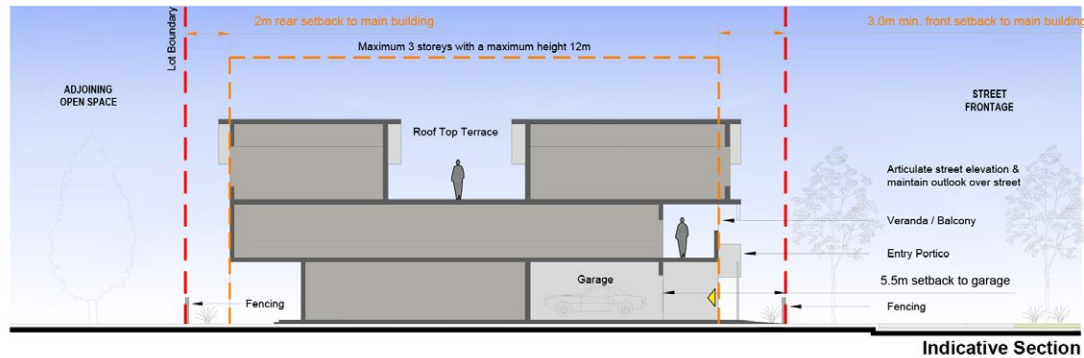 Lot Boundary
2m rear setback to main building
3.0m min. front setback to main building
Maximum 3 storeys with a maximum height 12m
ADJOINING
OPEN SPACE
STREET
FRONTAGE
Roof Top Terrace
Articulate street elevation &
maintain outlook over street
Veranda / Balcony
Entry Portico
Garage
5.5m setback to garage
Fencing
Fencing
Indicative Section